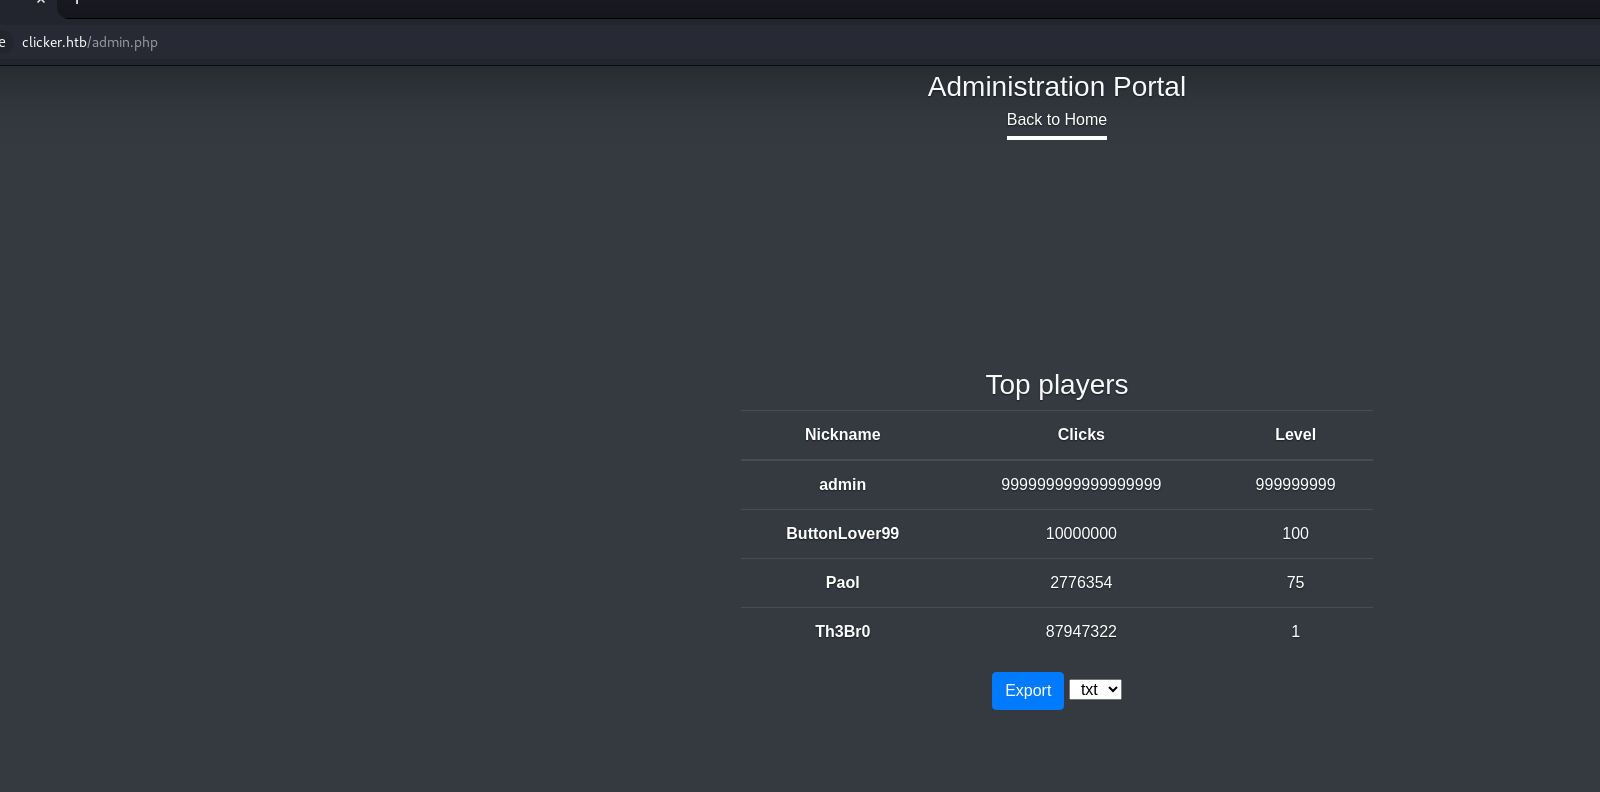 clicker.htb/admin.php
Administration Portal
Back to Home
Top players
Nickname Clicks Level
admin 999999999999999999 999999999
ButtonLover99 10000000 100
Paol 2776354 75
Th3Br0 87947322 1
Export txt